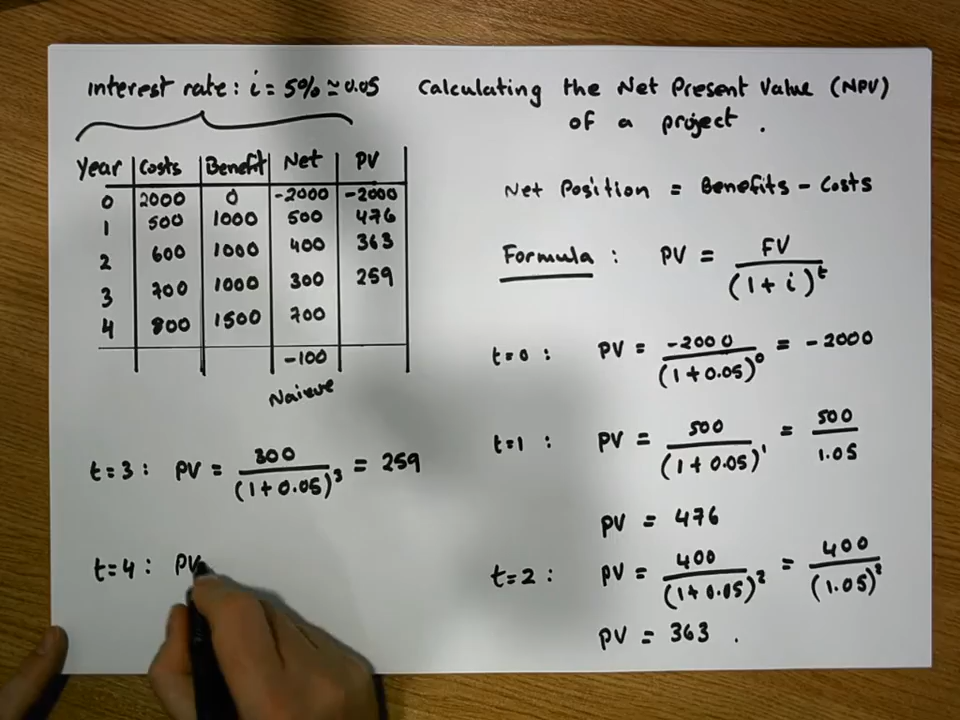 interest rate: i = 5% ≃ 0.05
Calculating the Net Present Value (NPV)
of a project.
Year Costs Benefit Net PV
0 2000 0 -2000 -2000
1 500 1000 500 476
2 600 1000 400 363
3 700 1000 300 259
4 800 1500 700
-100
Naieve
t=3: PV = 300 / (1+0.05)^3 = 259
t=4: PV
Net Position = Benefits - Costs
Formula: PV = FV / (1+i)^t
t=0: PV = -2000 / (1+0.05)^0 = -2000
t=1: PV = 500 / (1+0.05)^1 = 500 / 1.05
PV = 476
t=2: PV = 400 / (1+0.05)^2 = 400 / (1.05)^2
PV = 363.